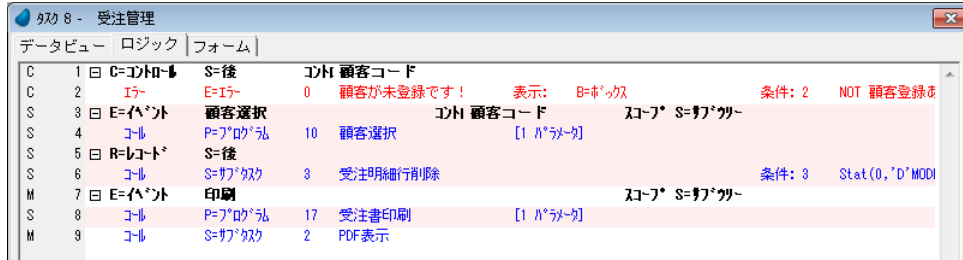 ﾀｽｸ 8 - 受注管理
データビュー ロジック フォーム
C 1 C=ｺﾝﾄﾛｰﾙ S=後 ｺﾝﾄﾛ 顧客コード
C 2 ｴﾗｰ E=ｴﾗｰ 0 顧客が未登録です！ 表示: B=ﾎﾞｯｸｽ 条件: 2 NOT 顧客登録あ
S 3 E=ｲﾍﾞﾝﾄ 顧客選択 ｺﾝﾄﾛ 顧客コード ｽｺｰﾌﾟ S=ｻﾌﾞﾂﾘｰ
S 4 ｺｰﾙ P=ﾌﾟﾛｸﾞﾗﾑ 10 顧客選択 [1 ﾊﾟﾗﾒｰﾀ]
S 5 R=ﾚｺｰﾄﾞ S=後
S 6 ｺｰﾙ S=ｻﾌﾞﾀｽｸ 3 受注明細行削除 条件: 3 Stat(0,'D'MODE
M 7 E=ｲﾍﾞﾝﾄ 印刷 ｽｺｰﾌﾟ S=ｻﾌﾞﾂﾘｰ
S 8 ｺｰﾙ P=ﾌﾟﾛｸﾞﾗﾑ 17 受注書印刷 [1 ﾊﾟﾗﾒｰﾀ]
M 9 ｺｰﾙ S=ｻﾌﾞﾀｽｸ 2 PDF表示